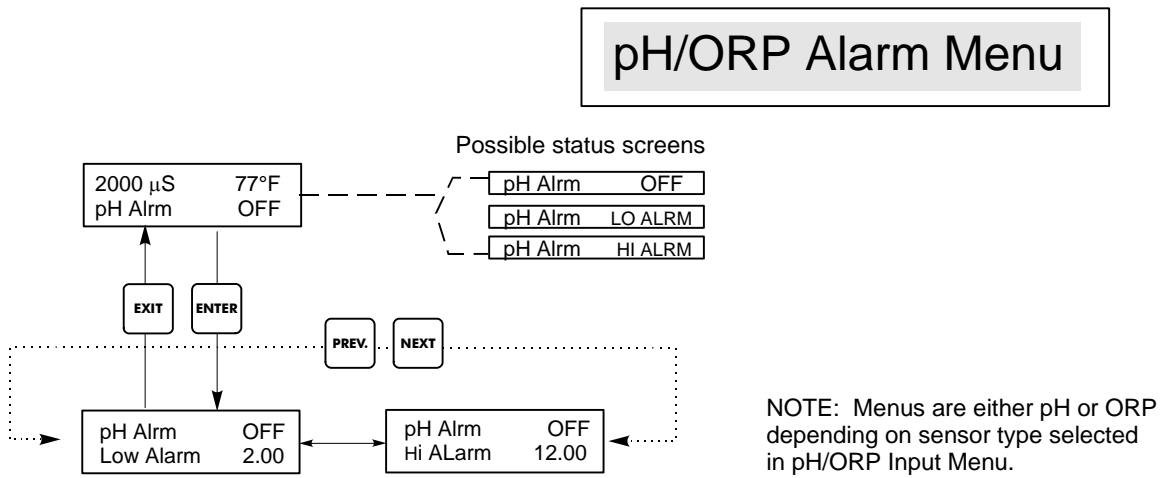 pH/ORP Alarm Menu
Possible status screens
2000 µS 77°F
pH Alrm OFF
pH Alrm OFF
pH Alrm LO ALRM
pH Alrm HI ALRM
EXIT
ENTER
PREV.
NEXT
pH Alrm OFF
Low Alarm 2.00
pH Alrm OFF
Hi ALarm 12.00
NOTE: Menus are either pH or ORP
depending on sensor type selected
in pH/ORP Input Menu.